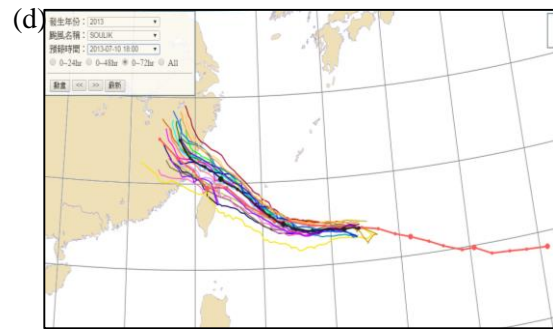 (d)
發生年份：2013
颱風名稱：SOULIK
預報時間：2013-07-10 18:00
0~24hr 0~48hr 0~72hr All
動畫 << >> 最新